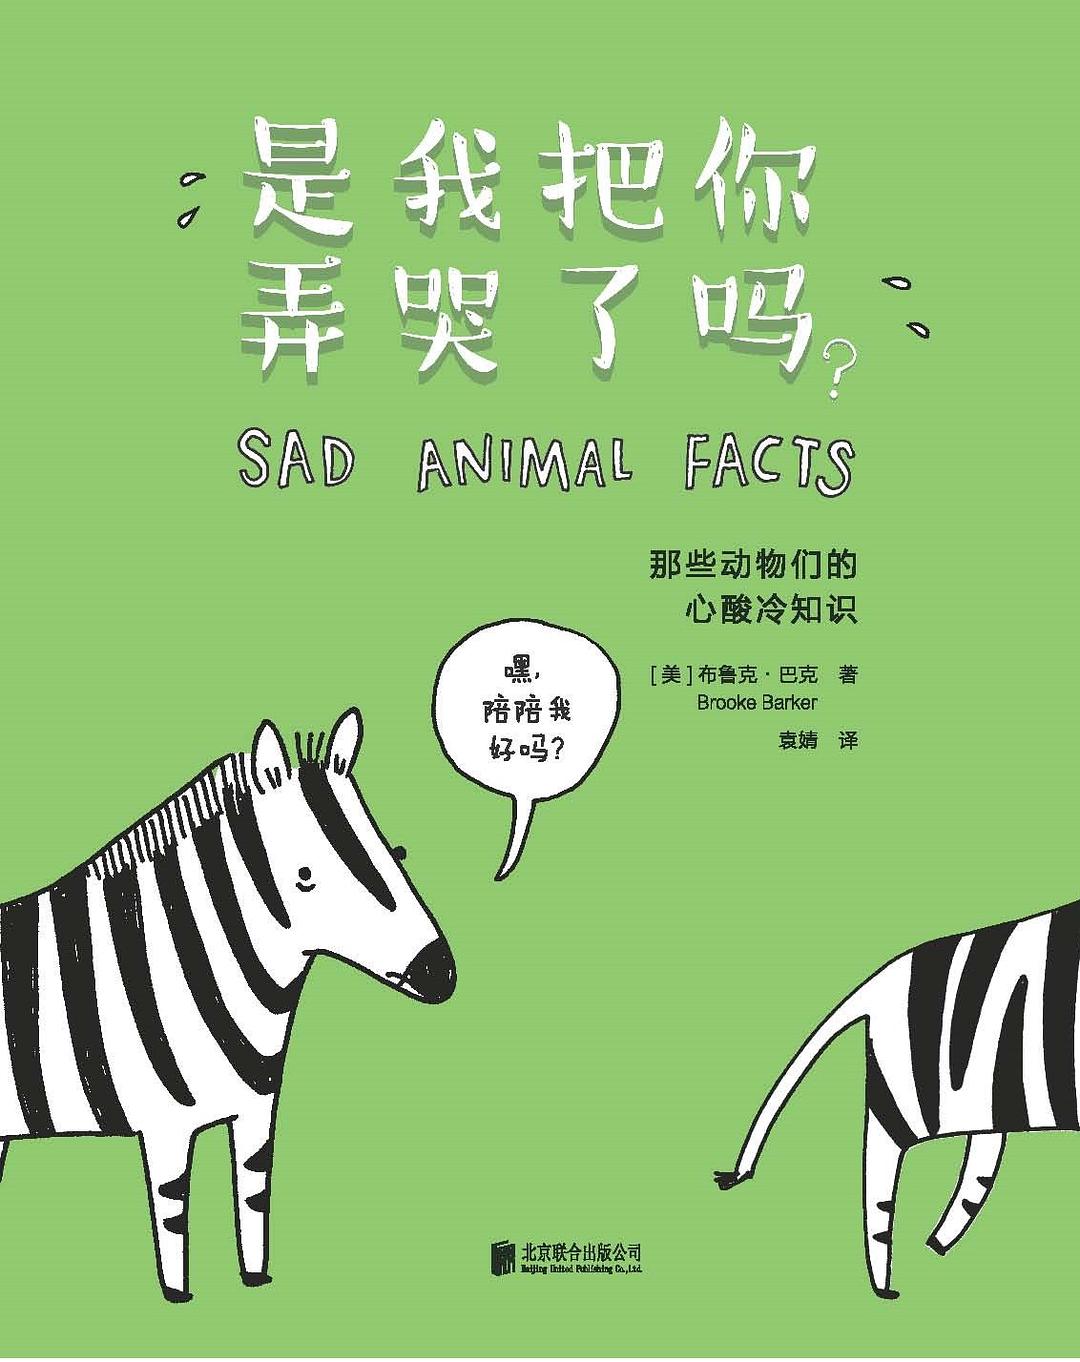 是我把你
弄哭了吗?
SAD ANIMAL FACTS
那些动物们的
心酸冷知识
[美]布鲁克·巴克 著
Brooke Barker
袁婧 译
嘿,
陪陪我
好吗?
北京联合出版公司
Beijing United Publishing Co.,Ltd.